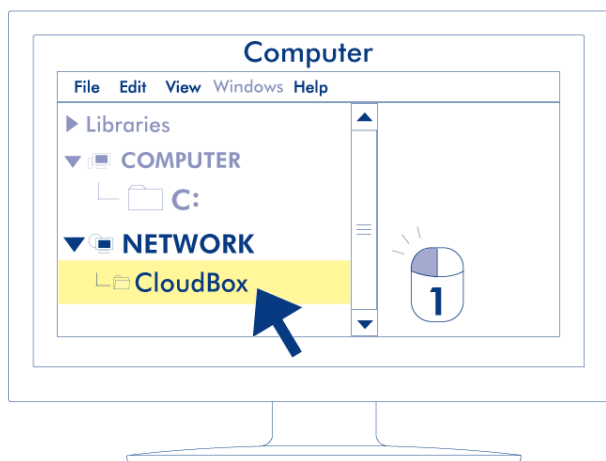 Computer
File Edit View Windows Help
Libraries
COMPUTER
C:
NETWORK
CloudBox
1